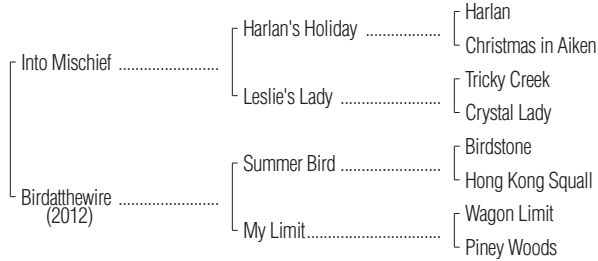 Harlan
Harlan's Holiday ..................
Christmas in Aiken
Into Mischief .......................
Tricky Creek
Leslie's Lady .......................
Crystal Lady
Birdstone
Summer Bird .......................
Hong Kong Squall
Birdatthewire .......................
(2012)
Wagon Limit
My Limit..............................
Piney Woods